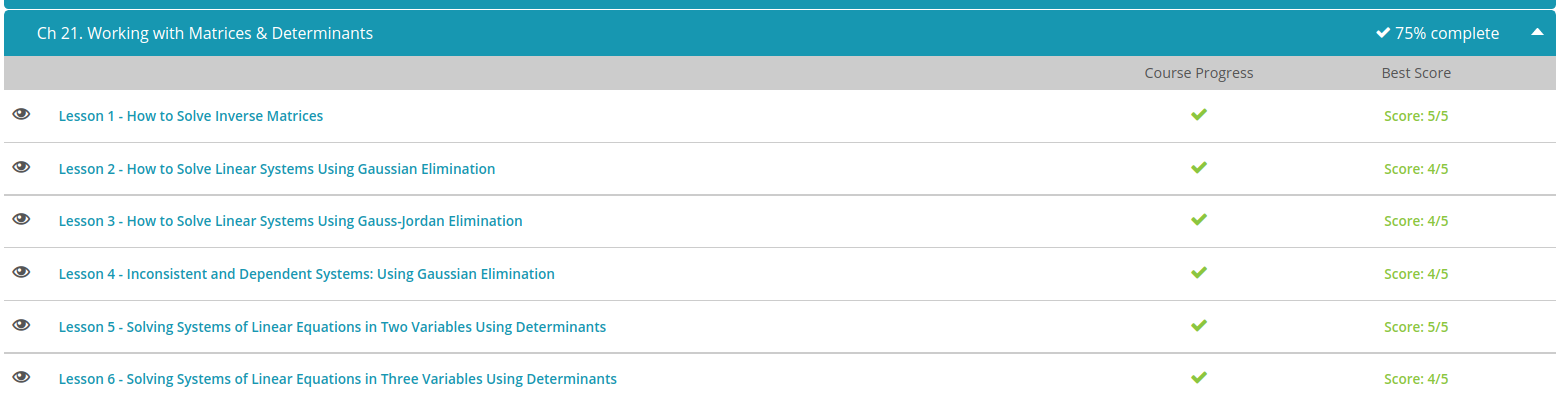 Ch 21. Working with Matrices & Determinants 75% complete
Course Progress Best Score
Lesson 1 - How to Solve Inverse Matrices Score: 5/5
Lesson 2 - How to Solve Linear Systems Using Gaussian Elimination Score: 4/5
Lesson 3 - How to Solve Linear Systems Using Gauss-Jordan Elimination Score: 4/5
Lesson 4 - Inconsistent and Dependent Systems: Using Gaussian Elimination Score: 4/5
Lesson 5 - Solving Systems of Linear Equations in Two Variables Using Determinants Score: 5/5
Lesson 6 - Solving Systems of Linear Equations in Three Variables Using Determinants Score: 4/5